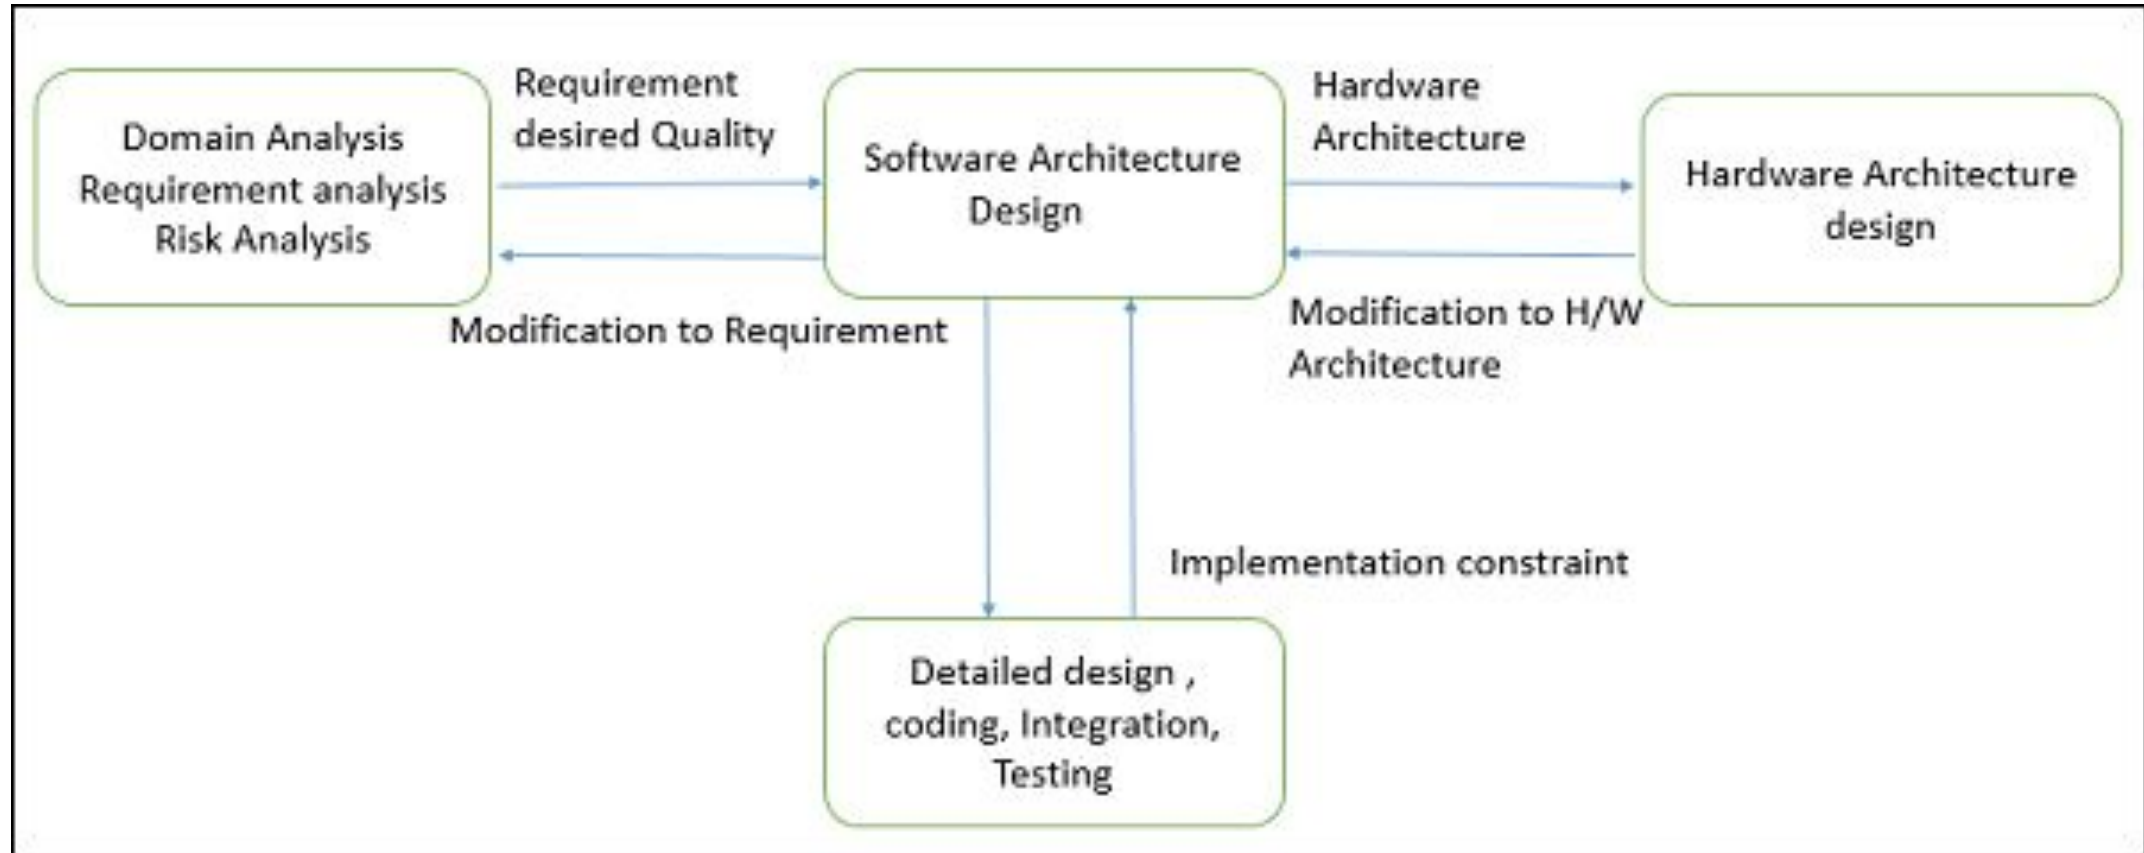 Domain Analysis
Requirement analysis
Risk Analysis
Requirement
desired Quality
Modification to Requirement
Software Architecture
Design
Hardware
Architecture
Modification to H/W
Architecture
Hardware Architecture
design
Implementation constraint
Detailed design ,
coding, Integration,
Testing